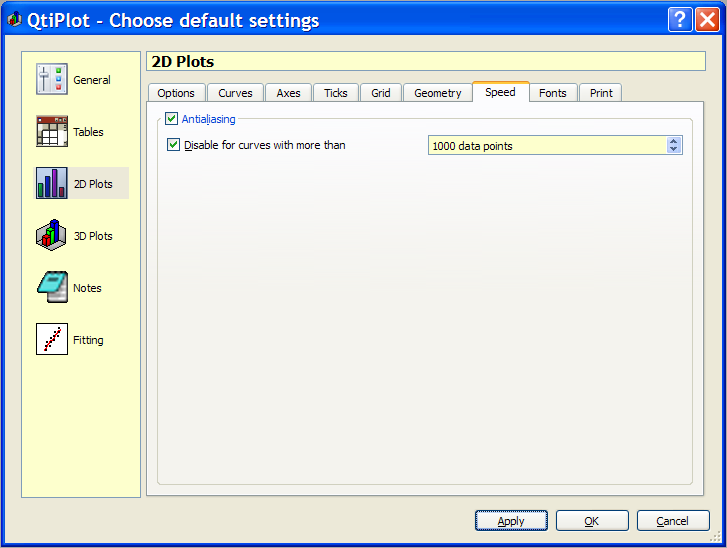 QtiPlot - Choose default settings
General
Tables
2D Plots
3D Plots
Notes
Fitting
2D Plots
Options Curves Axes Ticks Grid Geometry Speed Fonts Print
Antialiasing
Disable for curves with more than 1000 data points
Apply OK Cancel